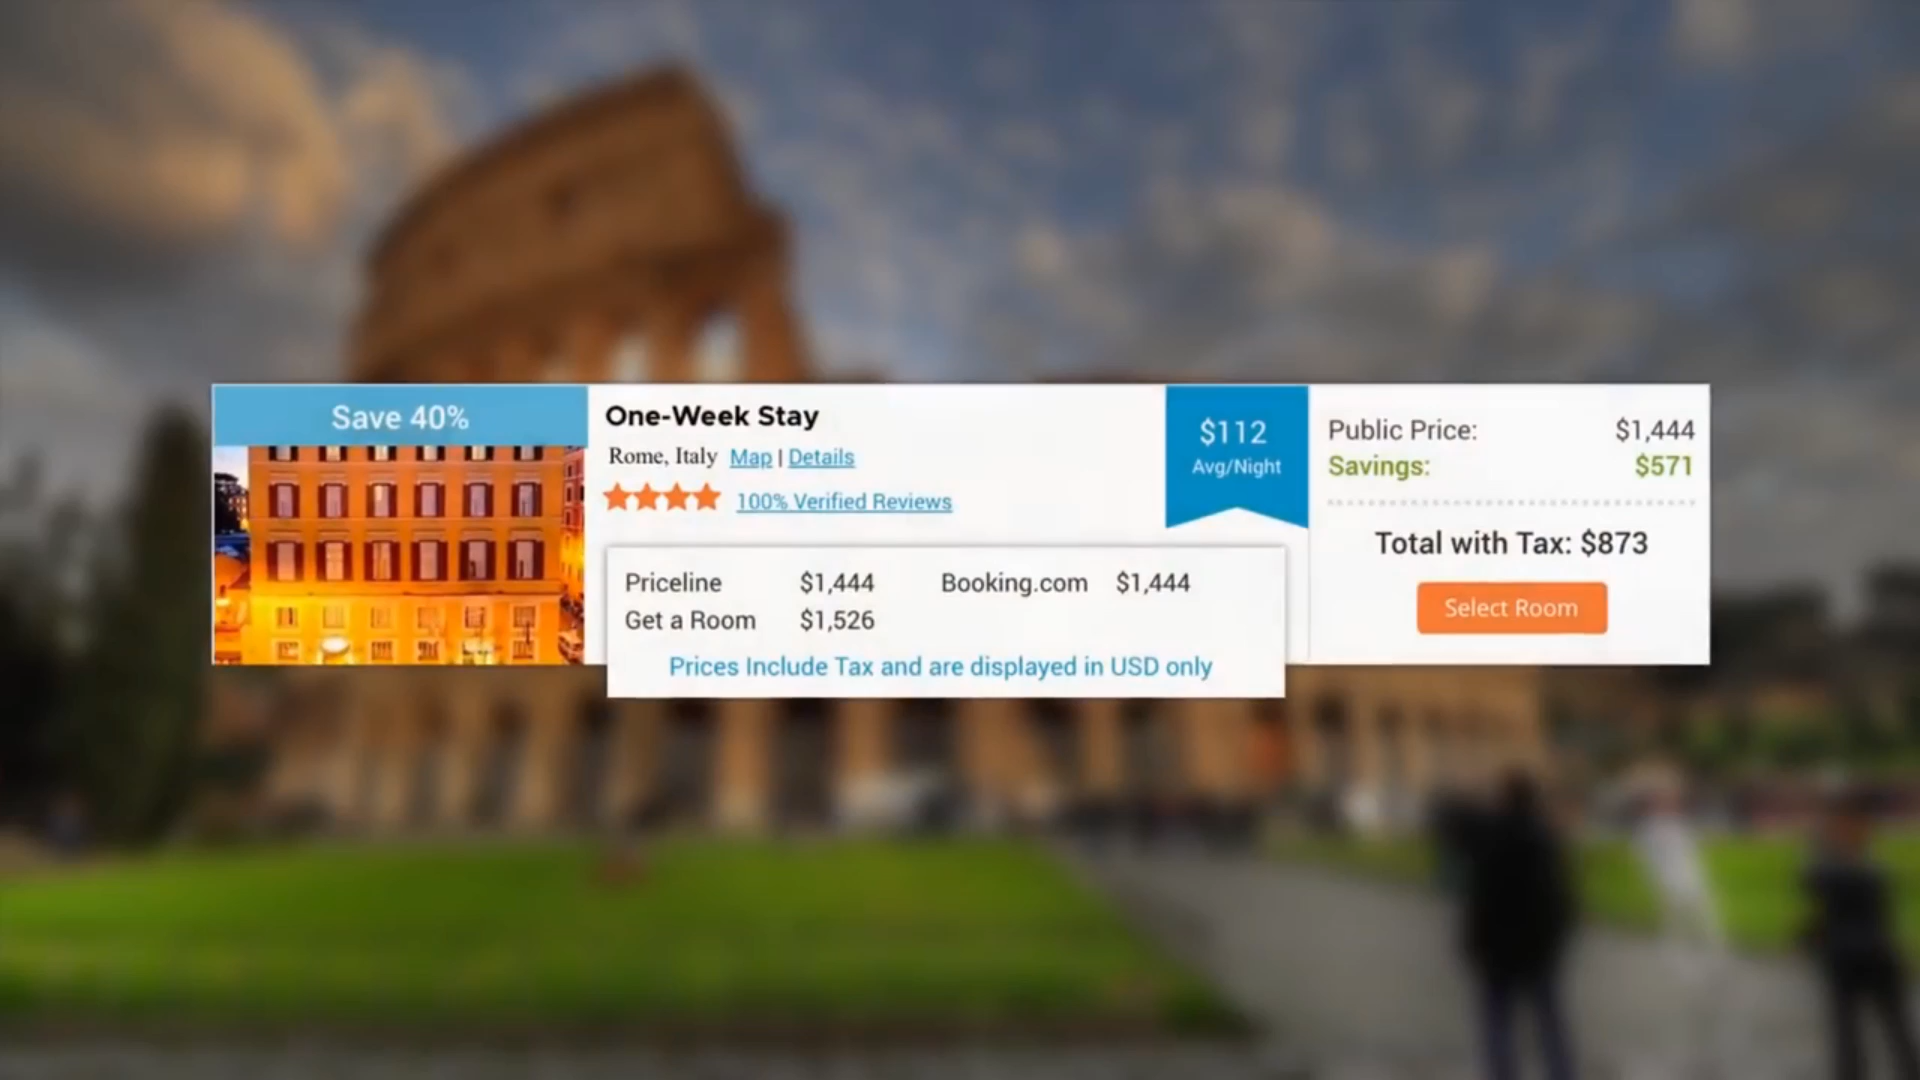 Save 40%
One-Week Stay
Rome, Italy Map | Details
100% Verified Reviews
$112
Avg/Night
Public Price: $1,444
Savings: $571
Total with Tax: $873
Select Room
Priceline $1,444 Booking.com $1,444
Get a Room $1,526
Prices Include Tax and are displayed in USD only